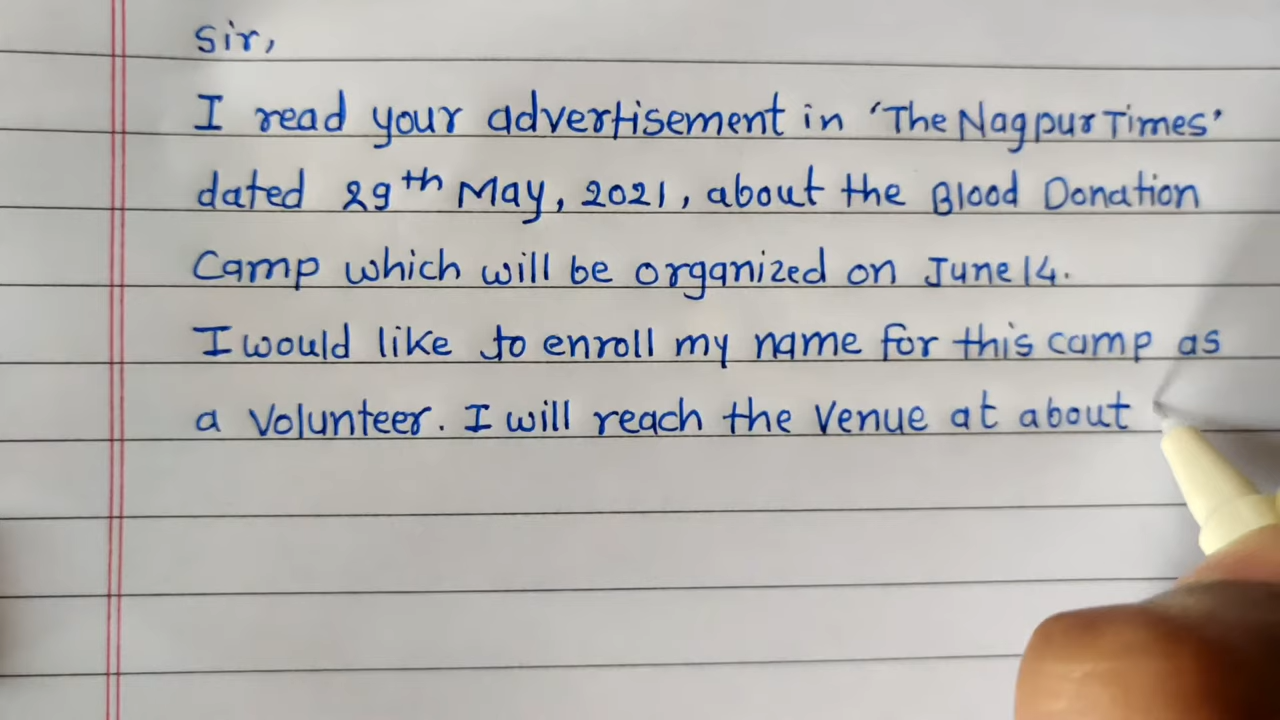 Sir,
I read your advertisement in 'The Nagpur Times'
dated 29th May, 2021, about the Blood Donation
Camp which will be organized on June 14.
I would like to enroll my name for this camp as
a Volunteer. I will reach the venue at about